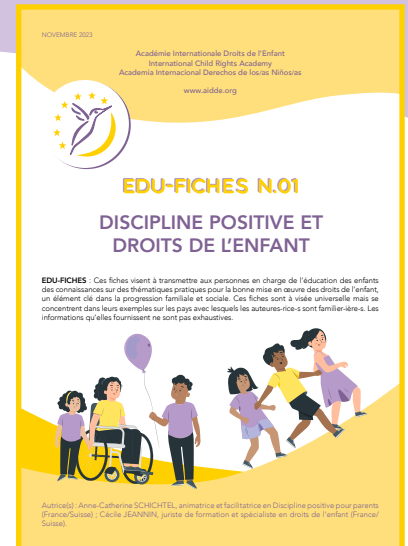 NOVEMBRE 2023
Académie Internationale Droits de l'Enfant
International Child Rights Academy
Academia Internacional Derechos de los/as Niños/as
www.aidde.org
EDU-FICHES N.01
DISCIPLINE POSITIVE ET
DROITS DE L'ENFANT
EDU-FICHES : Ces fiches visent à transmettre aux personnes en charge de l'éducation des enfants
des connaissances sur des thématiques pratiques pour la bonne mise en œuvre des droits de l'enfant,
un élément clé dans la progression familiale et sociale. Ces fiches sont à visée universelle mais se
concentrent dans leurs exemples sur les pays avec lesquels les auteures-rice-s sont familier-ière-s. Les
informations qu'elles fournissent ne sont pas exhaustives.
Autrice(s) : Anne-Catherine SCHICHTEL, animatrice et facilitatrice en Discipline positive pour parents
(France/Suisse) ; Cécile JEANNIN, juriste de formation et spécialiste en droits de l'enfant (France/
Suisse).